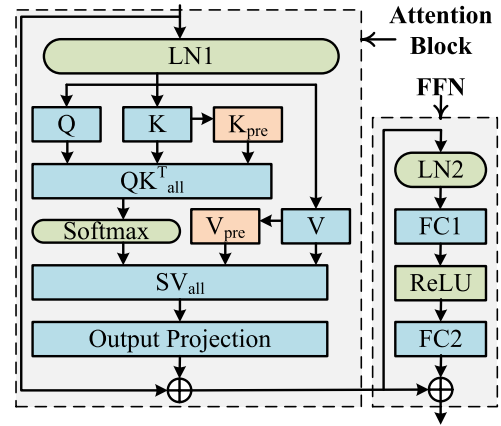 Attention
Block
LN1
Q
K
Kpre
QKᵀall
Softmax
Vpre
V
SVall
Output Projection
FFN
LN2
FC1
ReLU
FC2